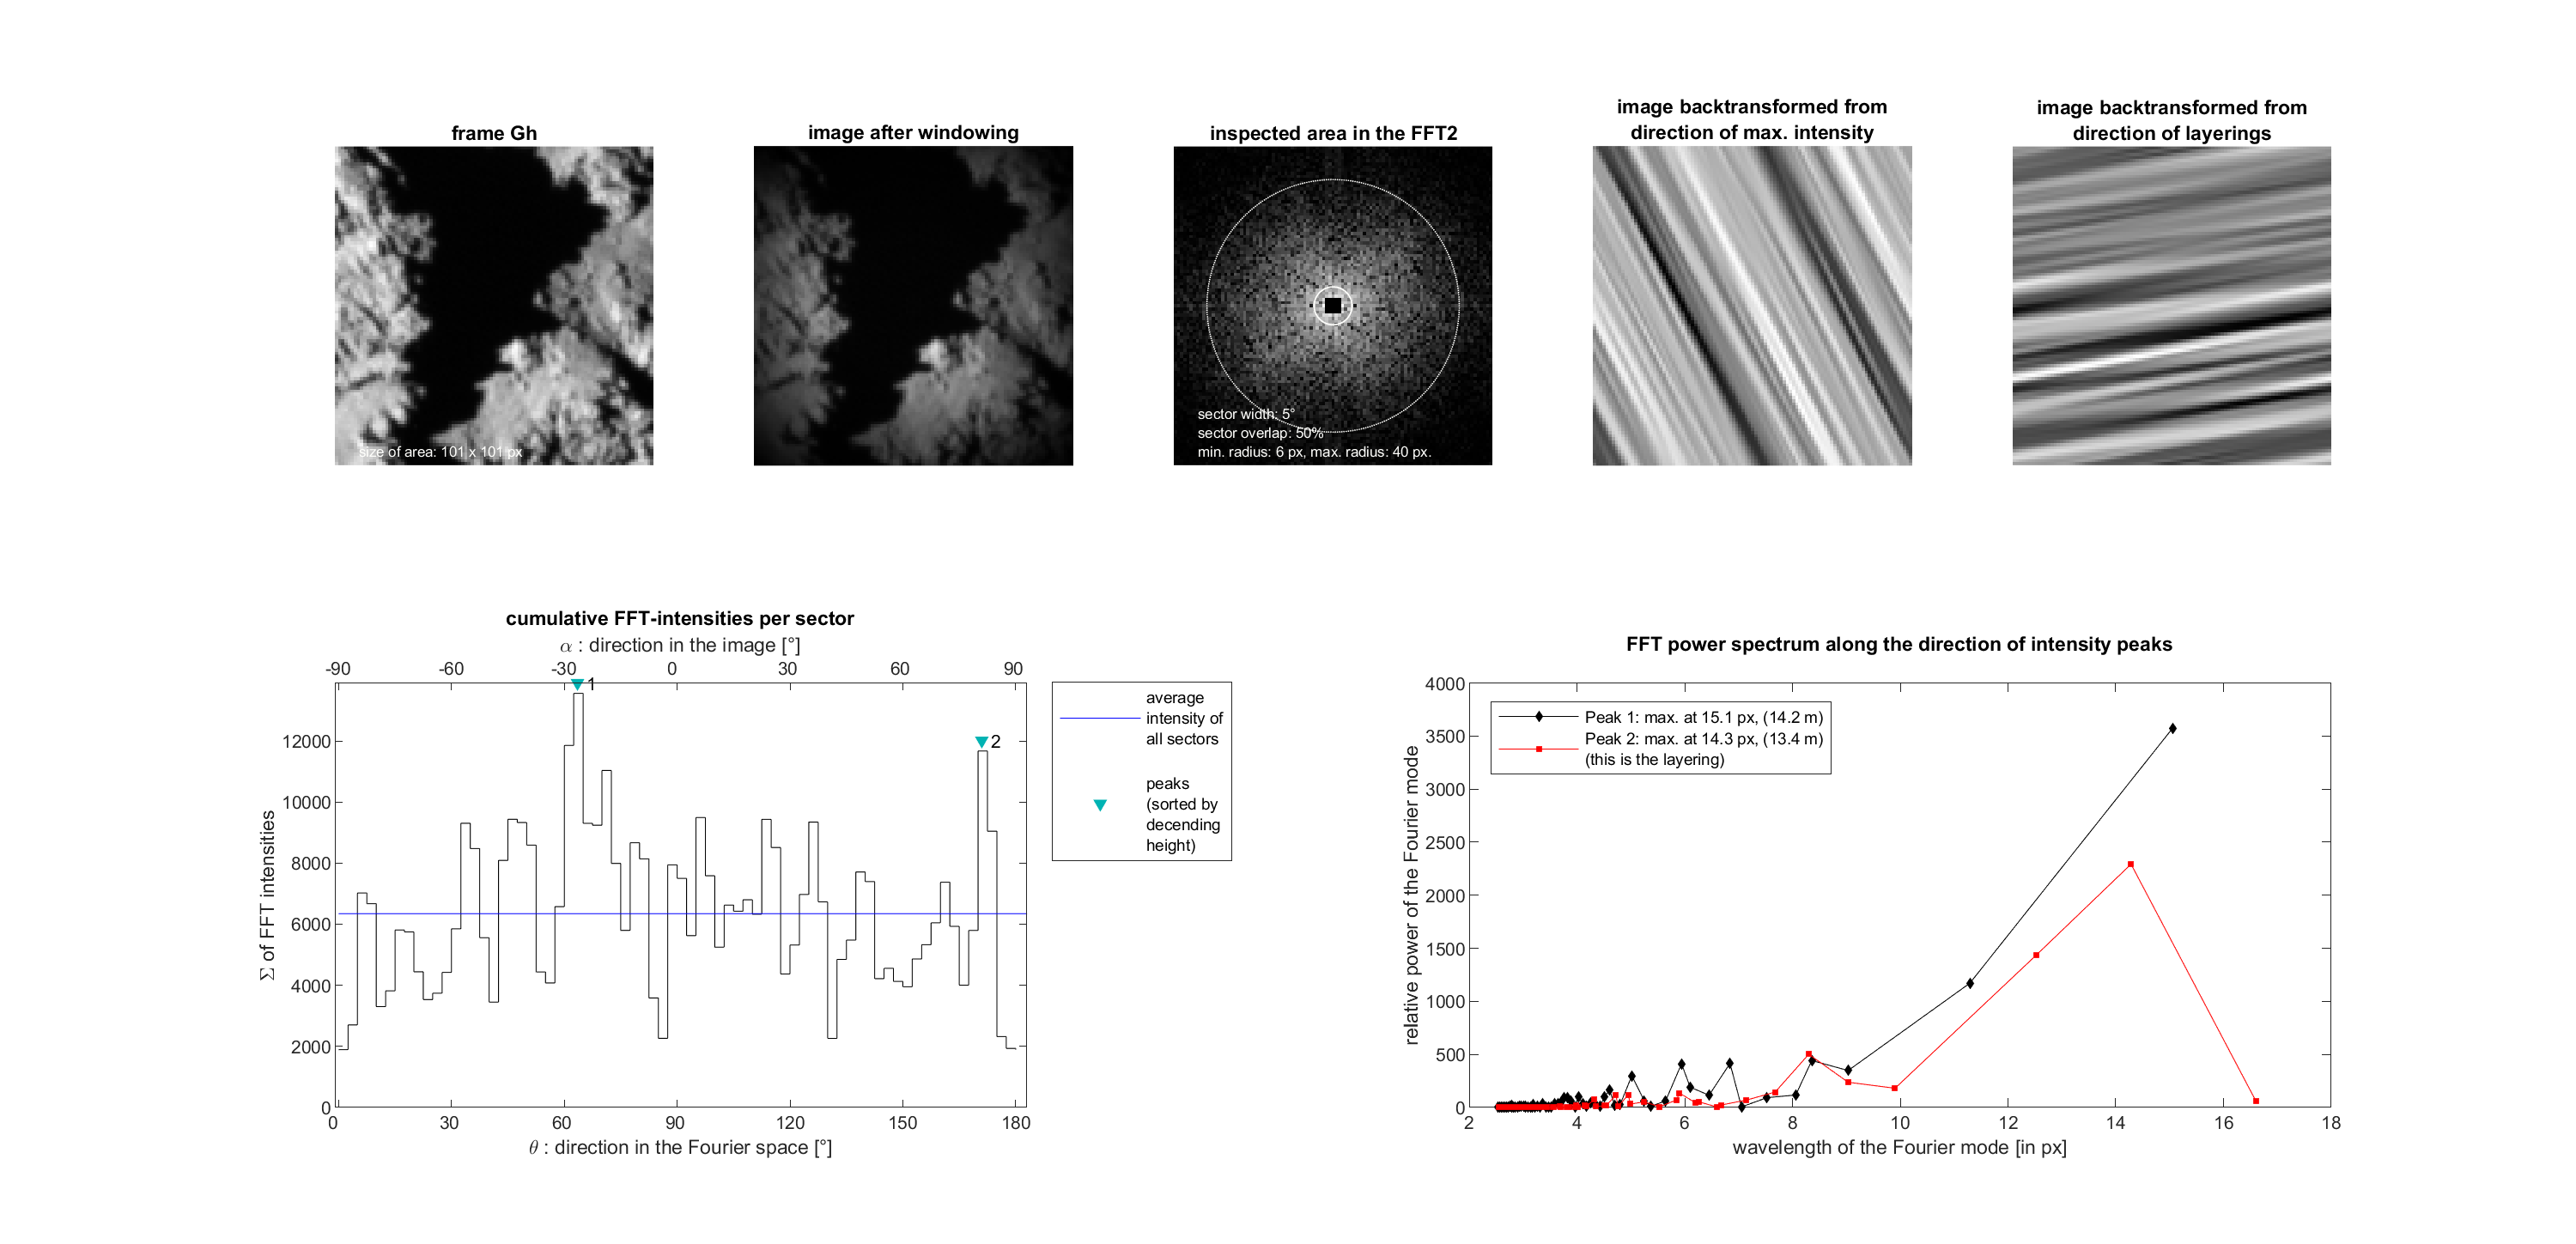 frame Gh
image after windowing
inspected area in the FFT2
image backtransformed from
direction of max. intensity
image backtransformed from
direction of layerings
size of area: 101 x 101 px
sector width: 5°
sector overlap: 50%
min. radius: 6 px, max. radius: 40 px.
cumulative FFT-intensities per sector
α : direction in the image [°]
-90 -60 -30 0 30 60 90
1
2
12000
10000
8000
6000
4000
2000
0
Σ of FFT intensities
0 30 60 90 120 150 180
θ : direction in the Fourier space [°]
average
intensity of
all sectors
peaks
(sorted by
decending
height)
FFT power spectrum along the direction of intensity peaks
4000
3500
3000
2500
2000
1500
1000
500
0
relative power of the Fourier mode
Peak 1: max. at 15.1 px, (14.2 m)
Peak 2: max. at 14.3 px, (13.4 m)
(this is the layering)
2 4 6 8 10 12 14 16 18
wavelength of the Fourier mode [in px]